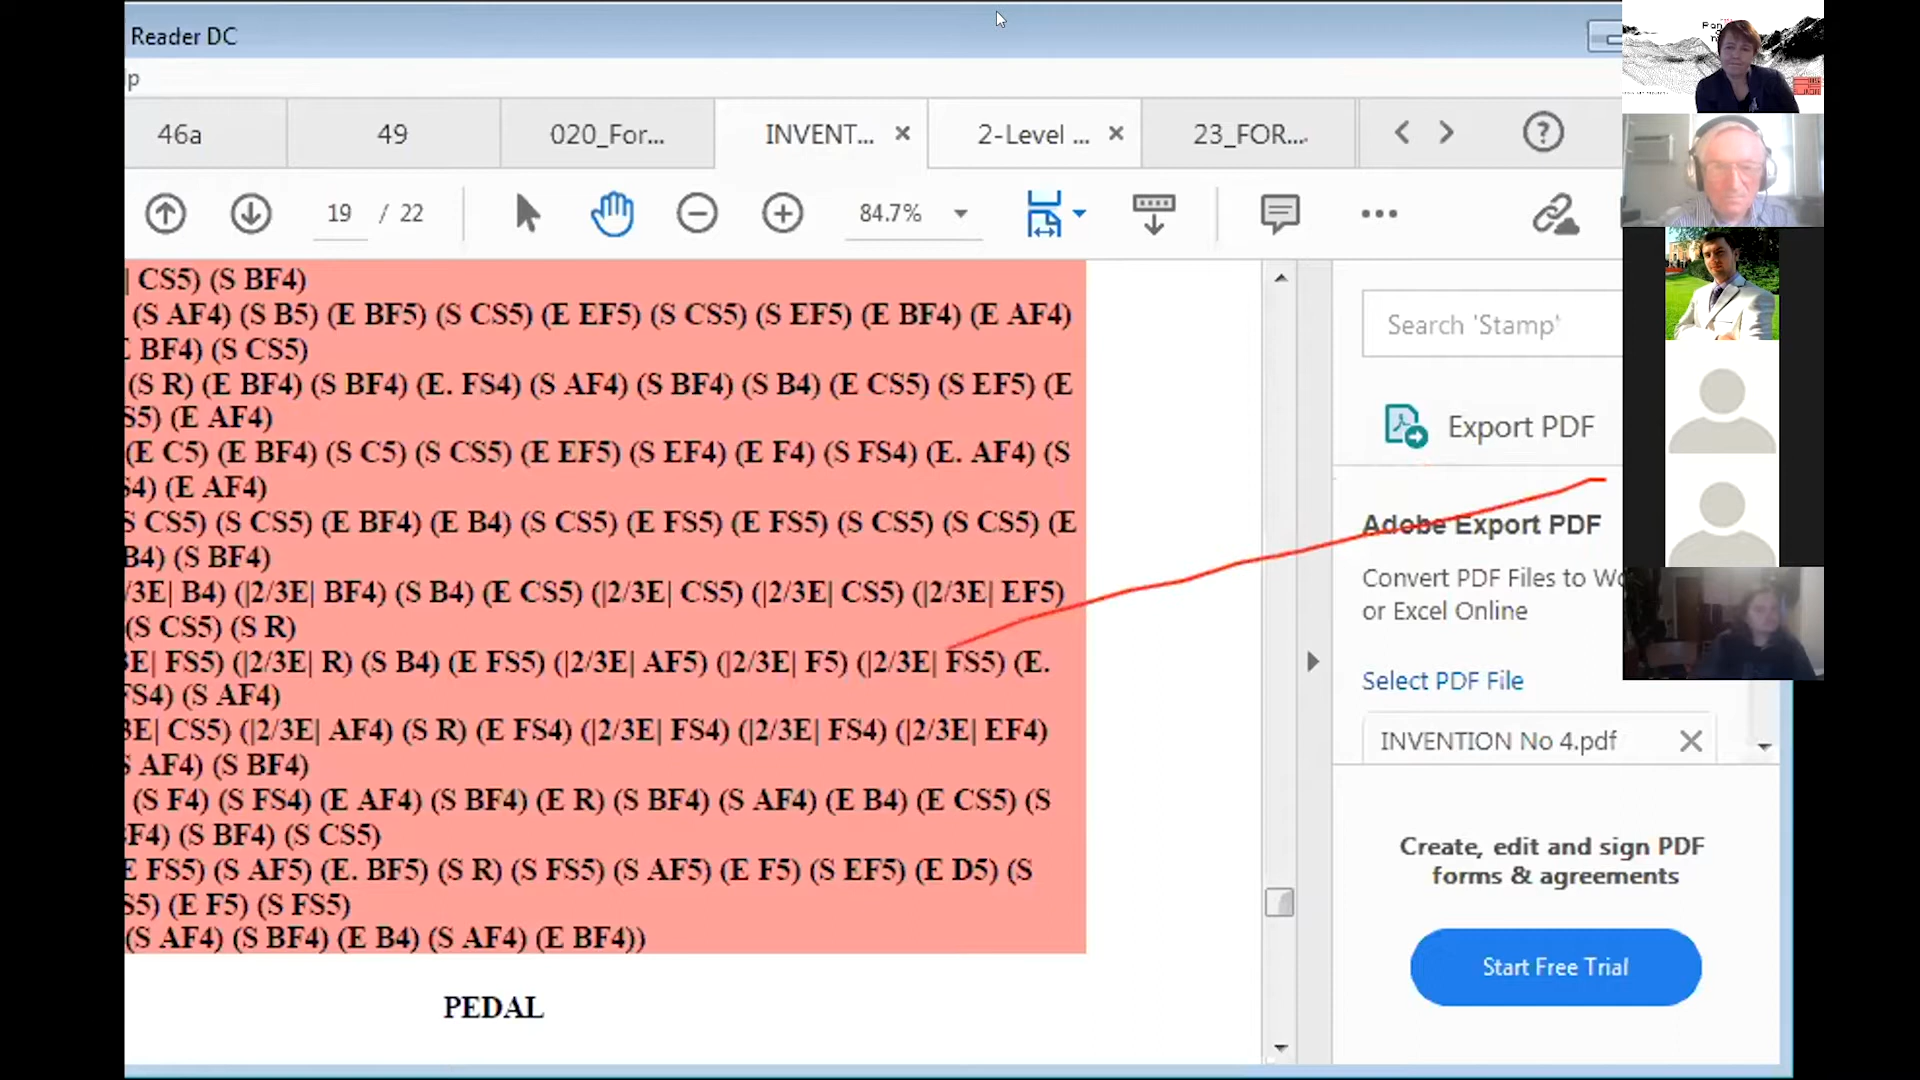 Reader DC
p
46a 49 020_For... INVENT... 2-Level ... 23_FOR...
19 / 22 84.7%
| CS5) (S BF4)
(S AF4) (S B5) (E BF5) (S CS5) (E EF5) (S CS5) (S EF5) (E BF4) (E AF4)
BF4) (S CS5)
(S R) (E BF4) (S BF4) (E. FS4) (S AF4) (S BF4) (S B4) (E CS5) (S EF5) (E
S5) (E AF4)
(E C5) (E BF4) (S C5) (S CS5) (E EF5) (S EF4) (E F4) (S FS4) (E. AF4) (S
S4) (E AF4)
S CS5) (S CS5) (E BF4) (E B4) (S CS5) (E FS5) (E FS5) (S CS5) (S CS5) (E
B4) (S BF4)
/3E| B4) (|2/3E| BF4) (S B4) (E CS5) (|2/3E| CS5) (|2/3E| CS5) (|2/3E| EF5)
(S CS5) (S R)
3E| FS5) (|2/3E| R) (S B4) (E FS5) (|2/3E| AF5) (|2/3E| F5) (|2/3E| FS5) (E.
FS4) (S AF4)
3E| CS5) (|2/3E| AF4) (S R) (E FS4) (|2/3E| FS4) (|2/3E| FS4) (|2/3E| EF4)
S AF4) (S BF4)
(S F4) (S FS4) (E AF4) (S BF4) (E R) (S BF4) (S AF4) (E B4) (E CS5) (S
F4) (S BF4) (S CS5)
E FS5) (S AF5) (E. BF5) (S R) (S FS5) (S AF5) (E F5) (S EF5) (E D5) (S
S5) (E F5) (S FS5)
(S AF4) (S BF4) (E B4) (S AF4) (E BF4))
PEDAL
Search 'Stamp'
Export PDF
Adobe Export PDF
Convert PDF Files to Wo
or Excel Online
Select PDF File
INVENTION No 4.pdf
Create, edit and sign PDF
forms & agreements
Start Free Trial